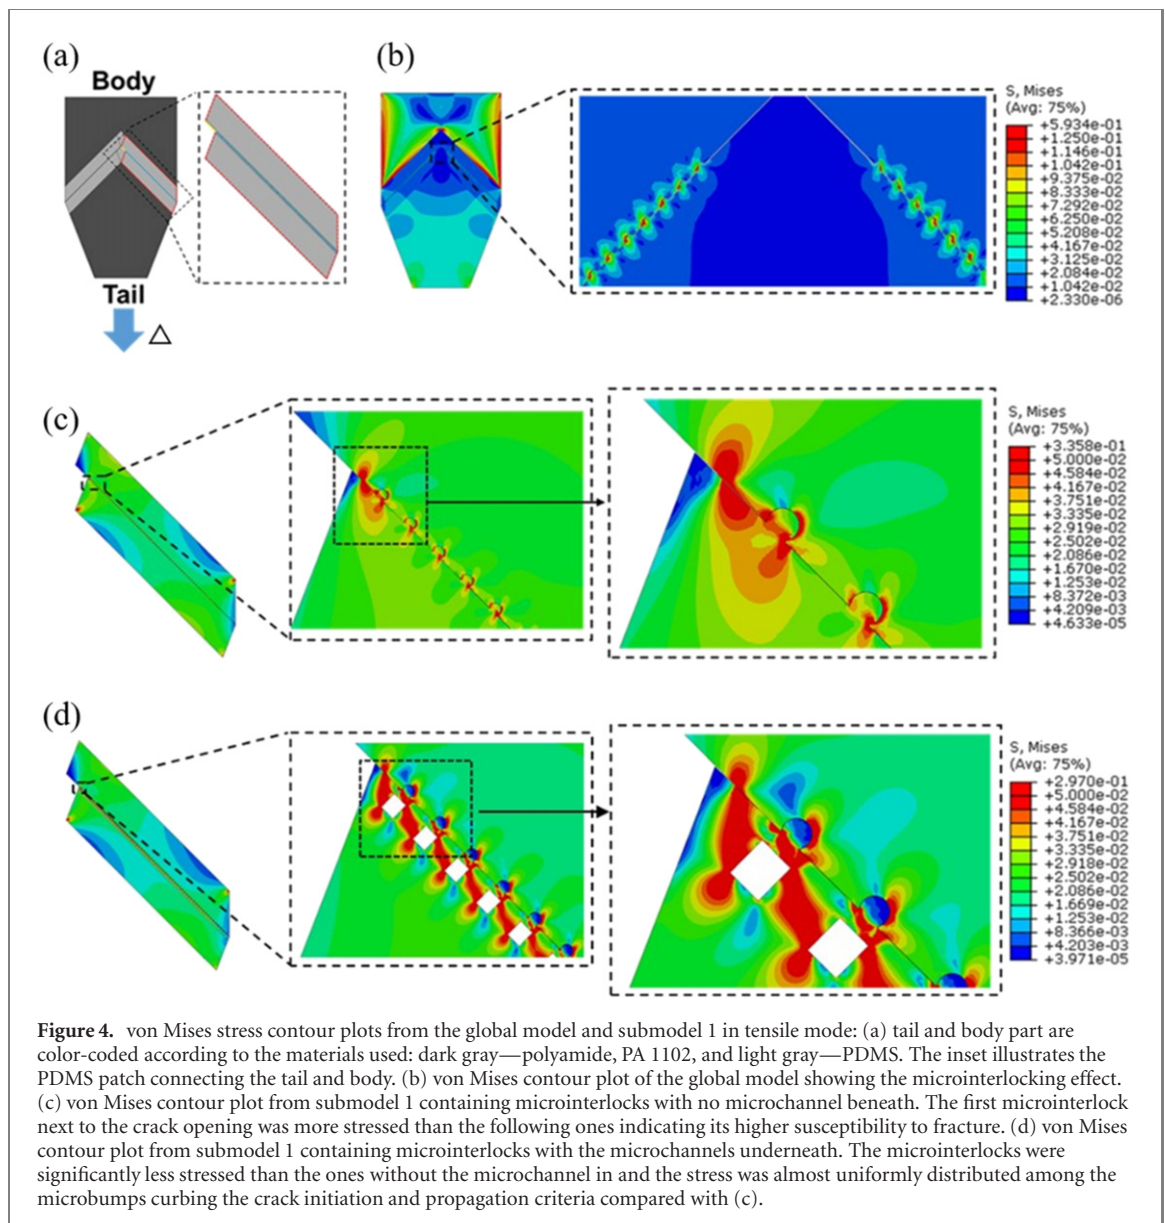 (a)
Body
Tail
△
(b)
S, Mises
(Avg: 75%)
+5.934e-01
+1.250e-01
+1.146e-01
+1.042e-01
+9.375e-02
+8.333e-02
+7.292e-02
+6.250e-02
+5.208e-02
+4.167e-02
+3.125e-02
+2.084e-02
+1.042e-02
+2.330e-06
(c)
S, Mises
(Avg: 75%)
+3.358e-01
+5.000e-02
+4.584e-02
+4.167e-02
+3.751e-02
+3.335e-02
+2.919e-02
+2.502e-02
+2.086e-02
+1.670e-02
+1.253e-02
+8.372e-03
+4.209e-03
+4.633e-05
(d)
S, Mises
(Avg: 75%)
+2.970e-01
+5.000e-02
+4.584e-02
+4.167e-02
+3.751e-02
+3.335e-02
+2.918e-02
+2.502e-02
+2.086e-02
+1.669e-02
+1.253e-02
+8.366e-03
+4.203e-03
+3.971e-05
Figure 4. von Mises stress contour plots from the global model and submodel 1 in tensile mode: (a) tail and body part are
color-coded according to the materials used: dark gray—polyamide, PA 1102, and light gray—PDMS. The inset illustrates the
PDMS patch connecting the tail and body. (b) von Mises contour plot of the global model showing the microinterlocking effect.
(c) von Mises contour plot from submodel 1 containing microinterlocks with no microchannel beneath. The first microinterlock
next to the crack opening was more stressed than the following ones indicating its higher susceptibility to fracture. (d) von Mises
contour plot from submodel 1 containing microinterlocks with the microchannels underneath. The microinterlocks were
significantly less stressed than the ones without the microchannel in and the stress was almost uniformly distributed among the
microbumps curbing the crack initiation and propagation criteria compared with (c).